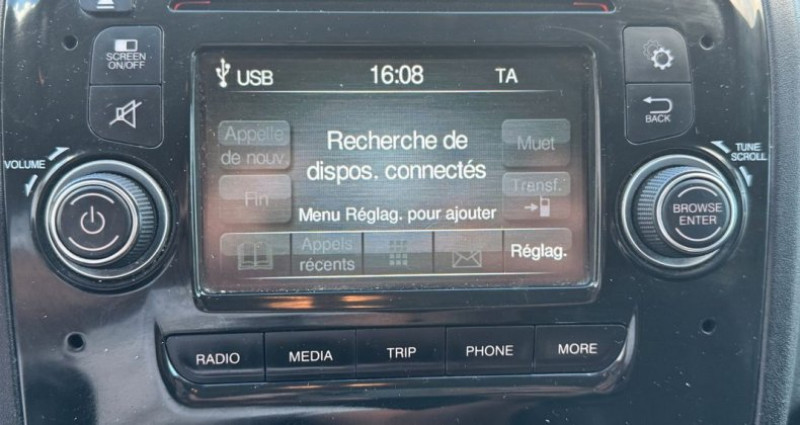 SCREEN
ON/OFF
USB 16:08 TA
BACK
VOLUME
TUNE
SCROLL
Appelle
de nouv.
Recherche de
dispos. connectés
Muet
Fin
Transf.
Menu Réglag. pour ajouter
BROWSE
ENTER
Appels
récents
Réglag.
RADIO MEDIA TRIP PHONE MORE